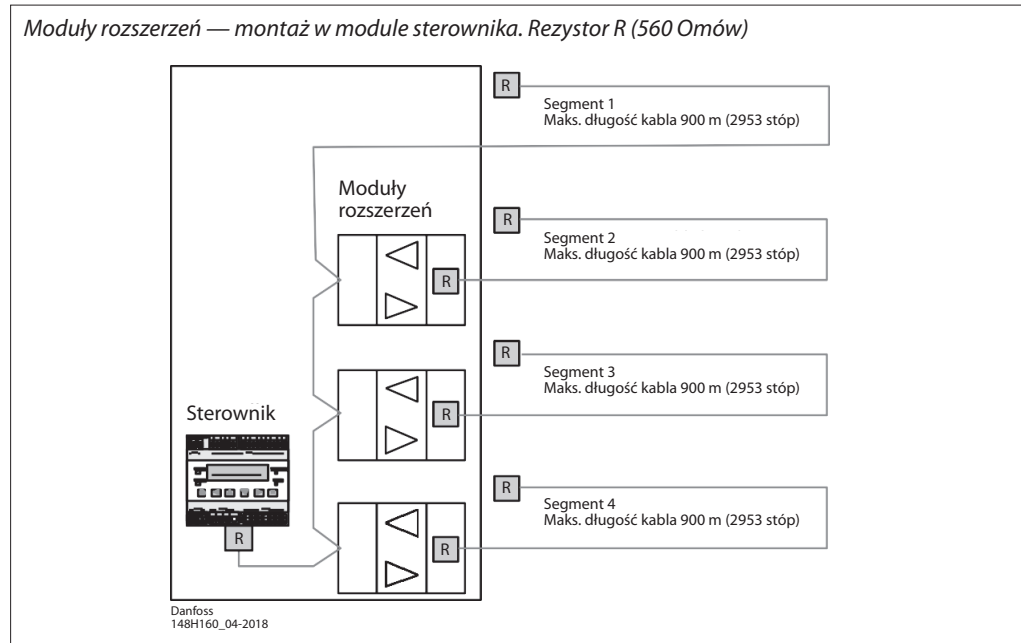 Moduły rozszerzeń — montaż w module sterownika. Rezystor R (560 Omów)
R
Segment 1
Maks. długość kabla 900 m (2953 stóp)
Moduły
rozszerzeń
R
Segment 2
Maks. długość kabla 900 m (2953 stóp)
R
R
Segment 3
Maks. długość kabla 900 m (2953 stóp)
R
Sterownik
R
Segment 4
Maks. długość kabla 900 m (2953 stóp)
R
R
Danfoss
148H160_04-2018